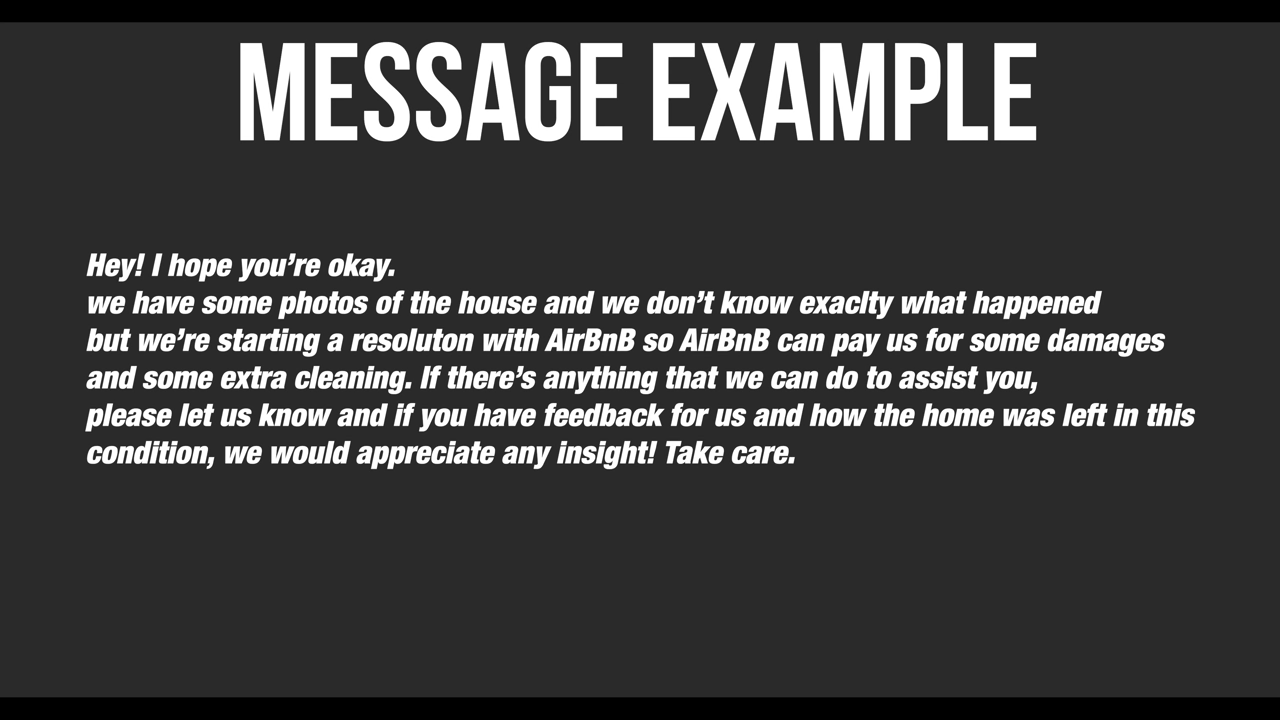 MESSAGE EXAMPLE
Hey! I hope you’re okay.
we have some photos of the house and we don’t know exaclty what happened
but we’re starting a resoluton with AirBnB so AirBnB can pay us for some damages
and some extra cleaning. If there’s anything that we can do to assist you,
please let us know and if you have feedback for us and how the home was left in this
condition, we would appreciate any insight! Take care.